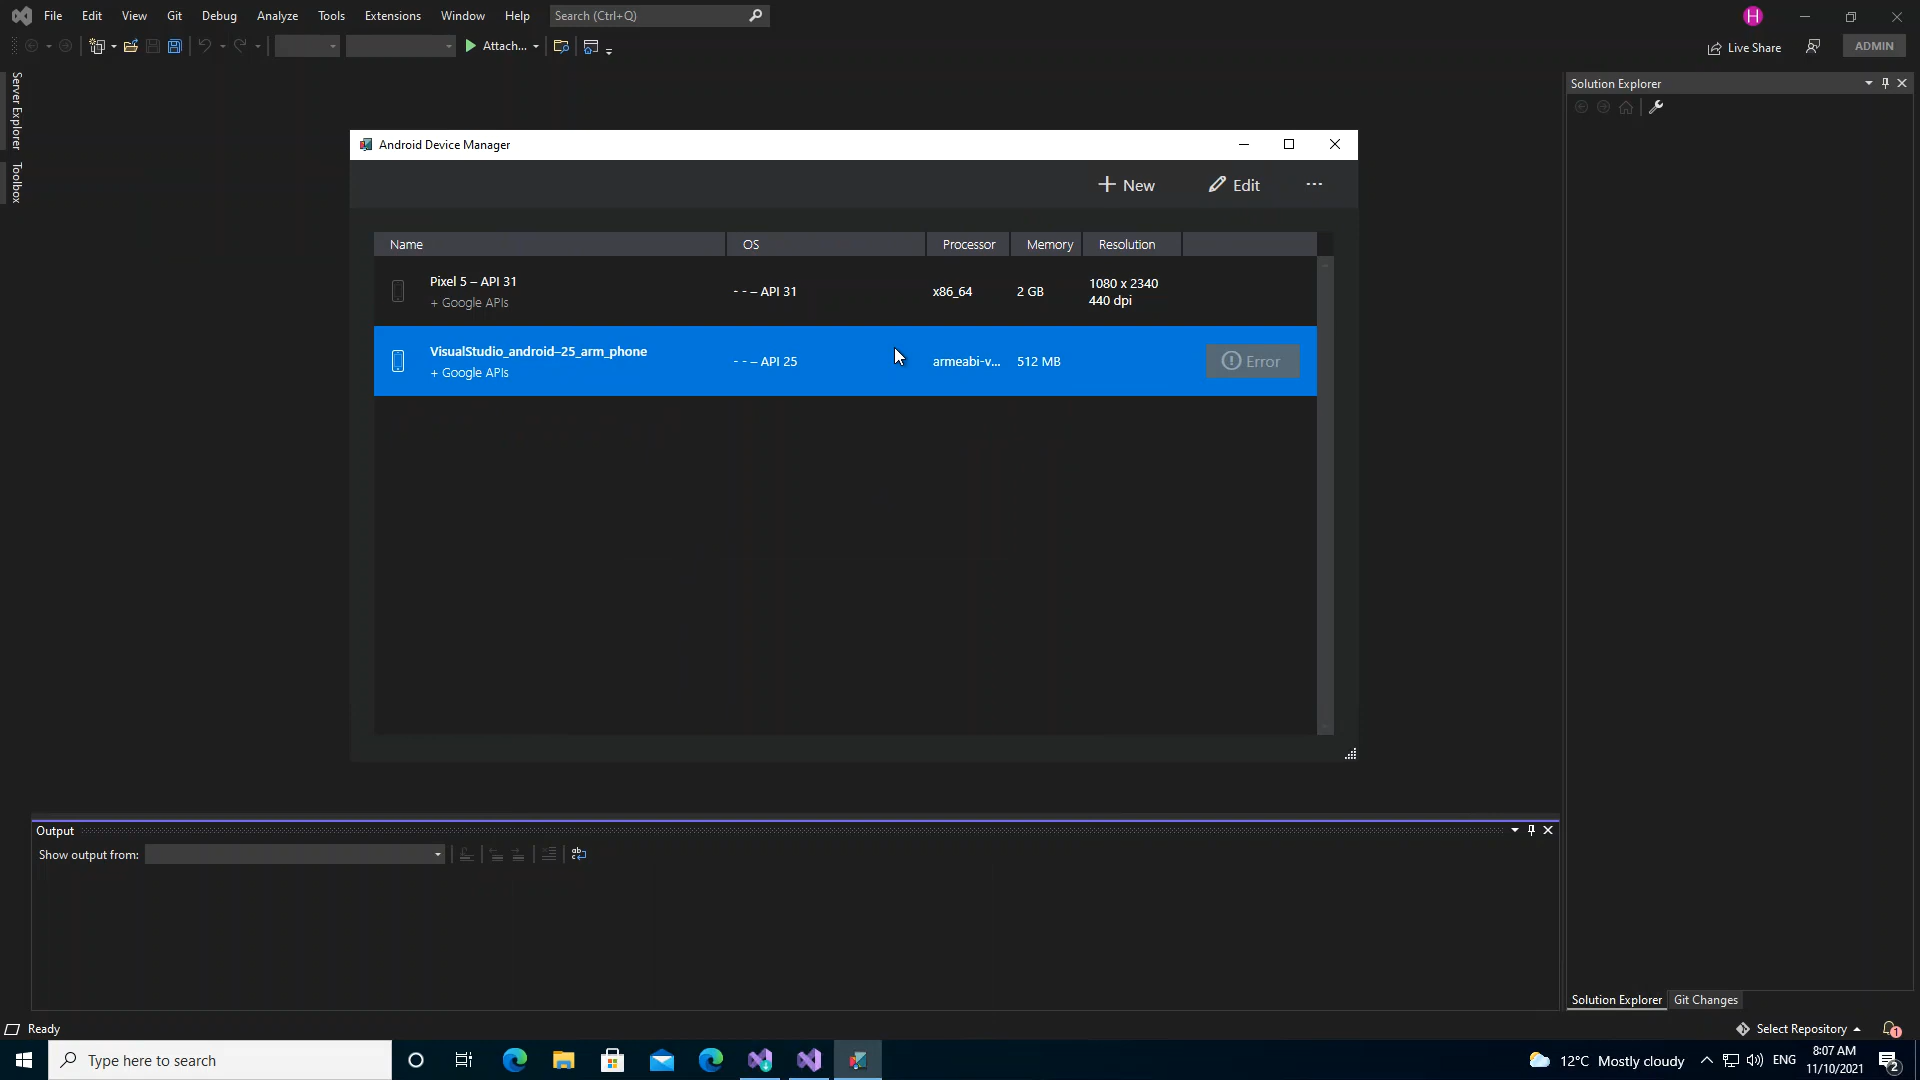 File Edit View Git Debug Analyze Tools Extensions Window Help Search (Ctrl+Q)
H
Attach...
Live Share
ADMIN
Server Explorer
Toolbox
Solution Explorer
Android Device Manager
New Edit ...
Name OS Processor Memory Resolution
Pixel 5 – API 31
+ Google APIs
- - – API 31 x86_64 2 GB
1080 x 2340
440 dpi
VisualStudio_android–25_arm_phone
+ Google APIs
- - – API 25 armeabi-v... 512 MB Error
Output
Show output from:
Solution Explorer Git Changes
Ready
Select Repository
1
Type here to search
12°C Mostly cloudy
ENG
8:07 AM
11/10/2021
2